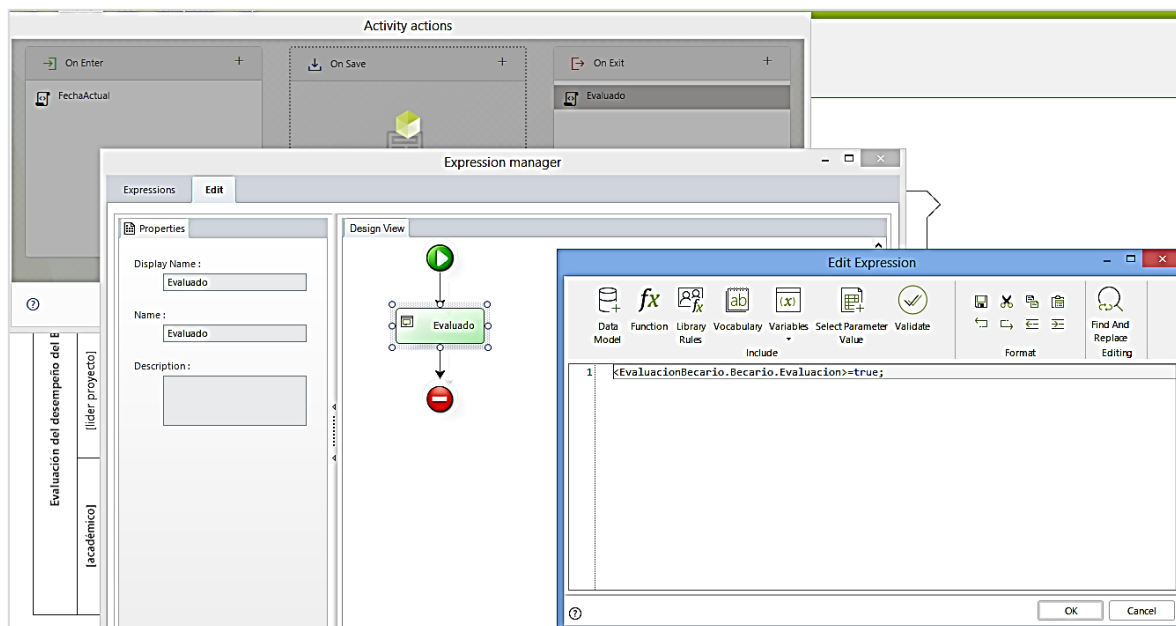 Activity actions
On Enter
+
On Save
+
On Exit
+
FechaActual
Evaluado
Expression manager
Expressions
Edit
Properties
Display Name :
Evaluado
Name :
Evaluado
Description :
Design View
Evaluado
Edit Expression
Data Model
Function
Library Rules
Vocabulary
Variables
Select Parameter Value
Validate
Include
Format
Find And Replace
Editing
1 <EvaluacionBecario.Becario.Evaluacion>=true;
OK
Cancel
Evaluación del desempeño del
[lider proyecto]
[académico]